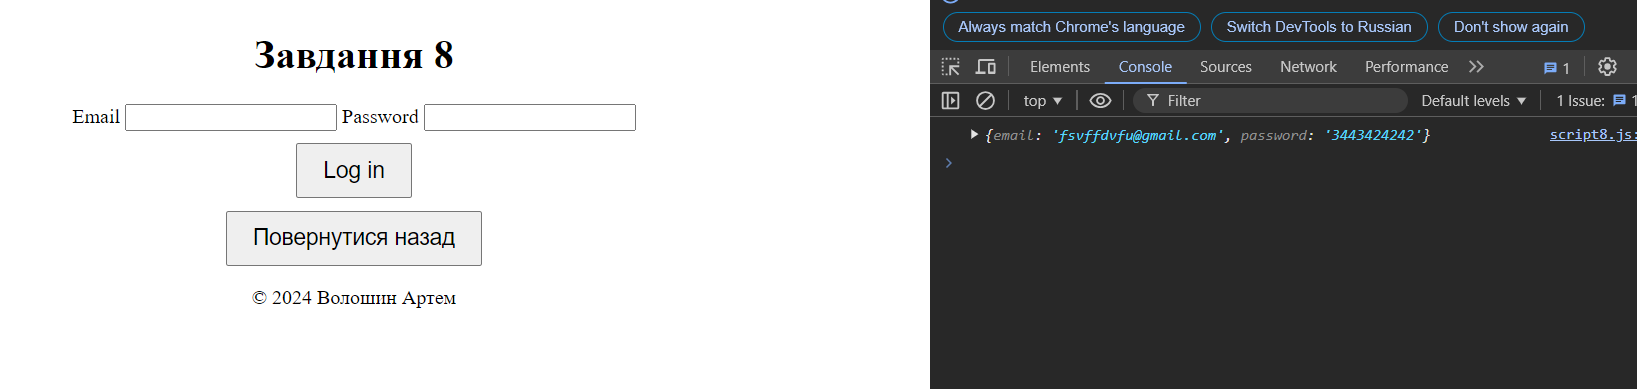 Завдання 8
Email Password
Log in
Повернутися назад
© 2024 Волошин Артем
Always match Chrome's language Switch DevTools to Russian Don't show again
Elements Console Sources Network Performance 1
top Filter Default levels 1 Issue: 1
{email: 'fsvffdvfu@gmail.com', password: '3443424242'} script8.js: